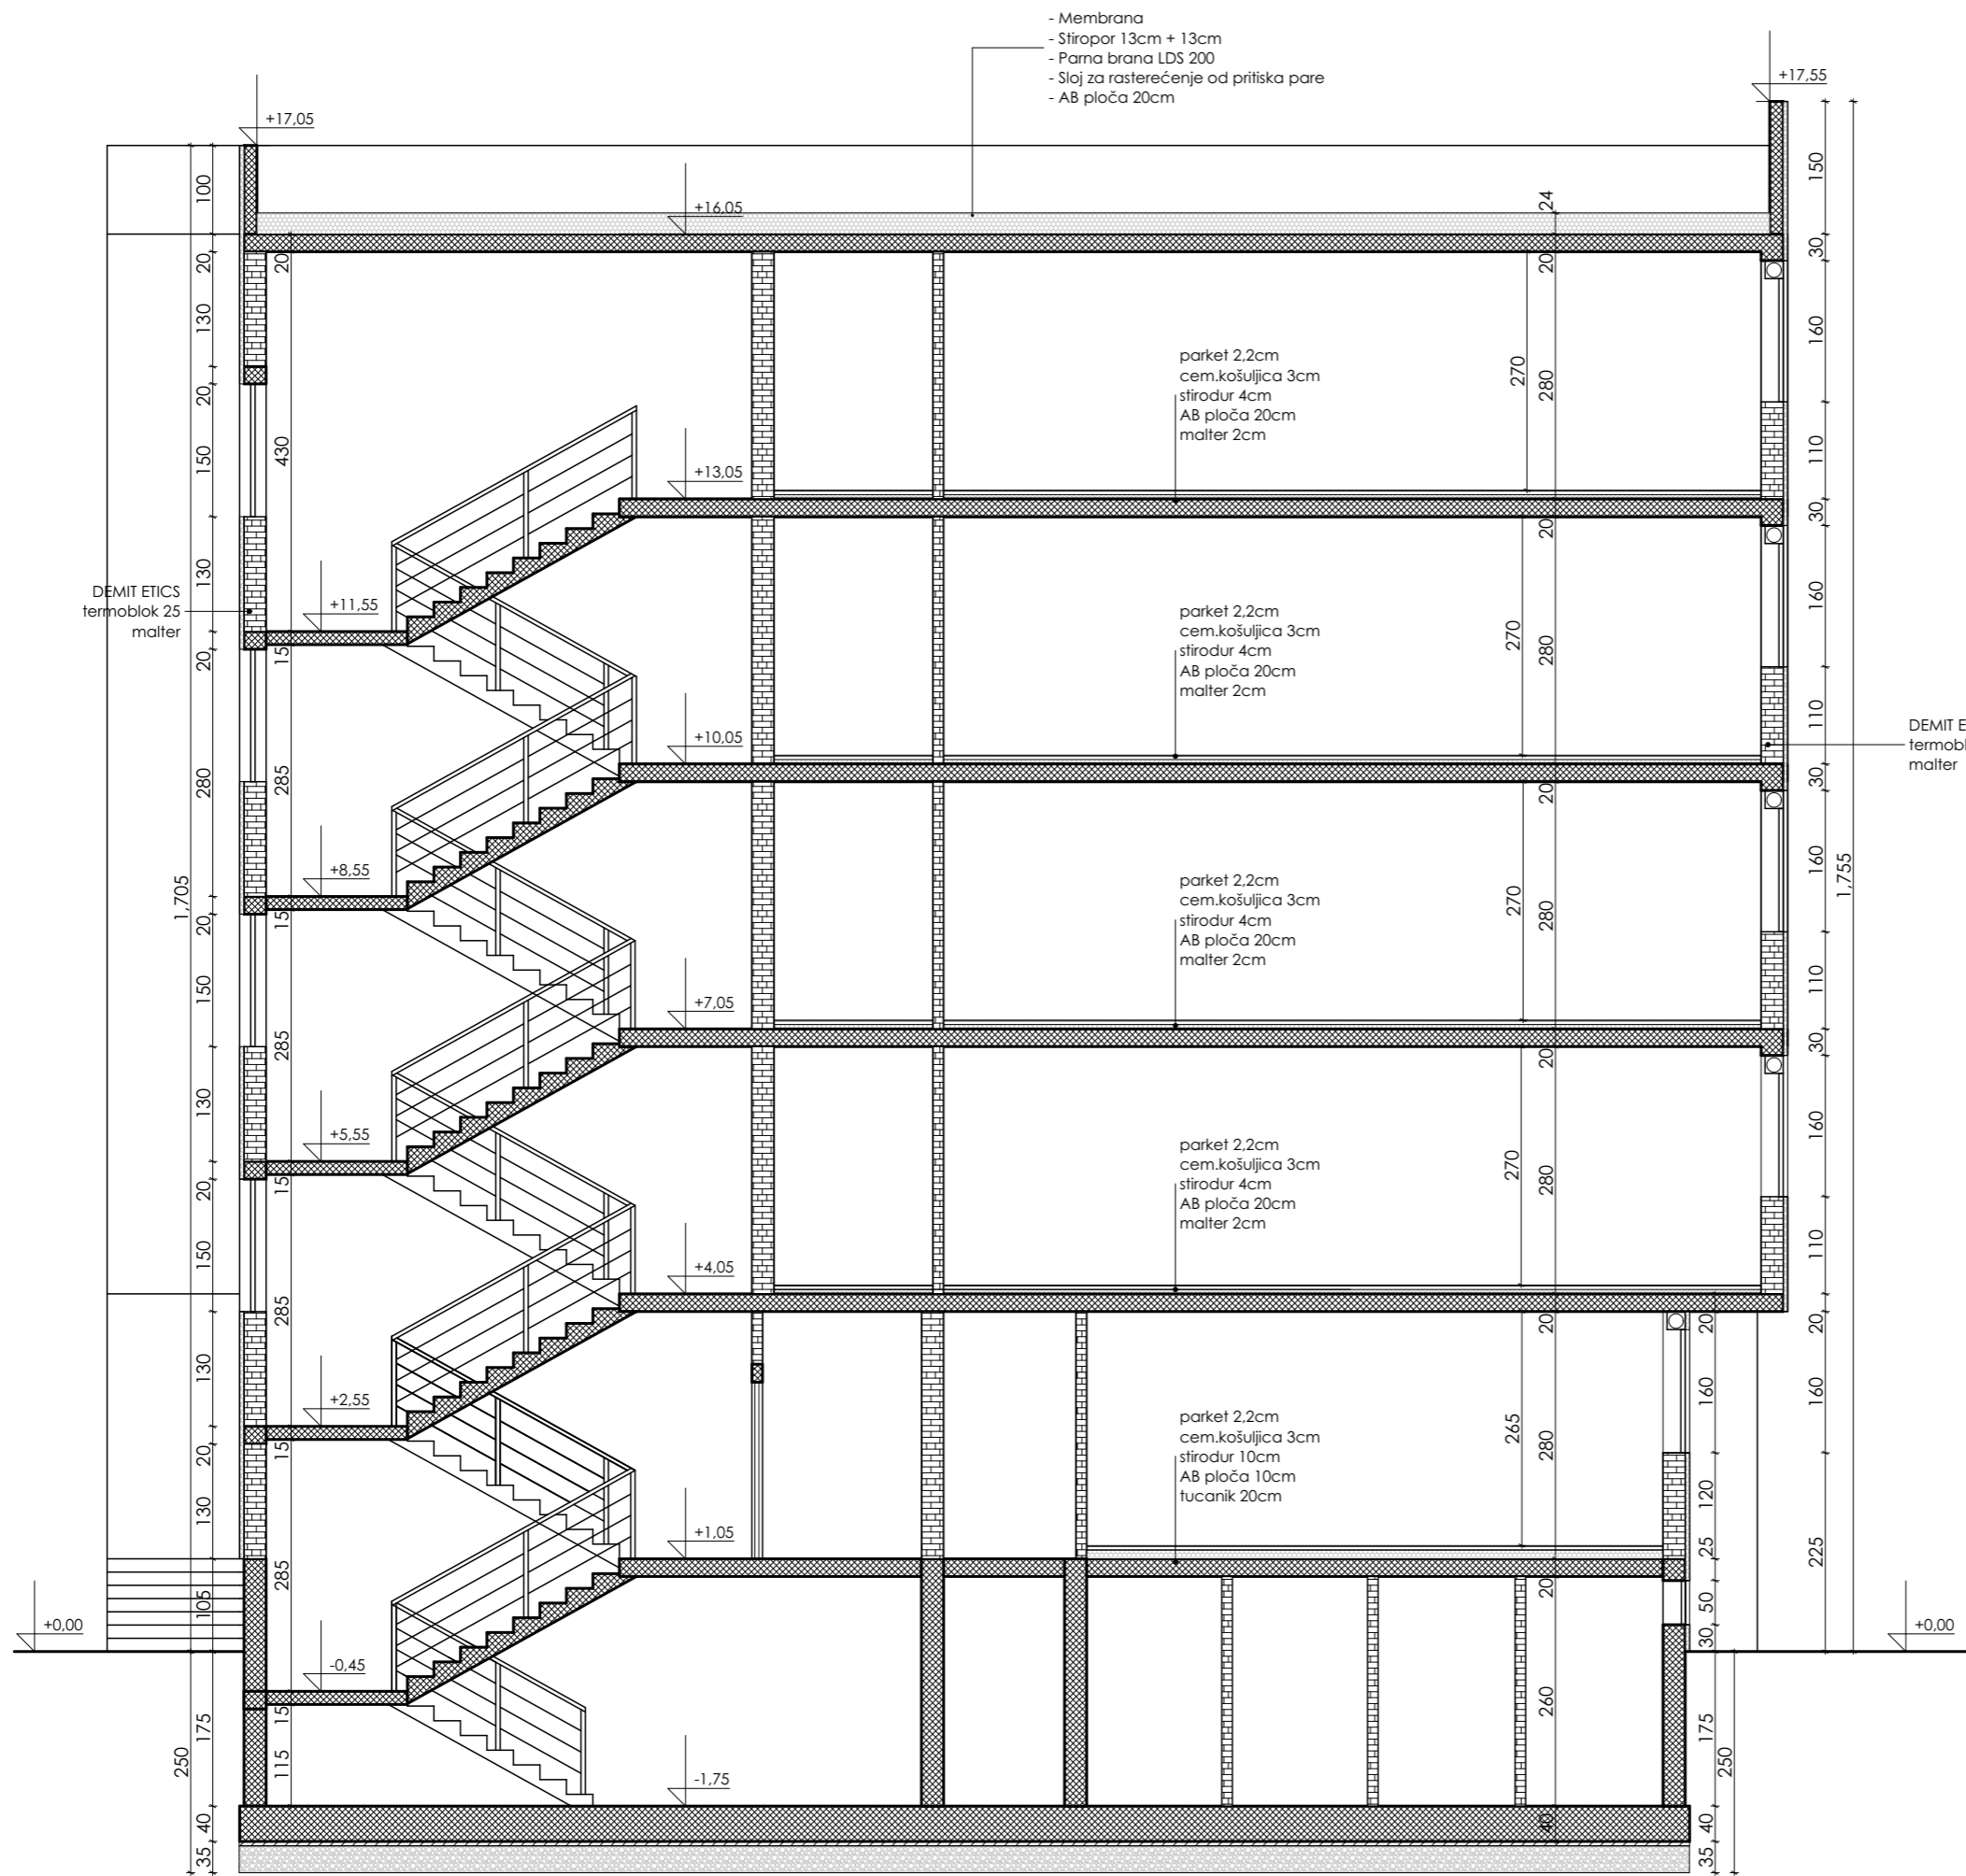 - Membrana
- Stiropor 13cm + 13cm
- Parna brana LDS 200
- Sloj za rasterećenje od pritiska pare
- AB ploča 20cm
+17,55
+17,05
+16,05
100
20
130
20
150
130
20
280
20
150
130
20
150
130
20
130
105
175
40
35
1,705
250
20
430
15
285
15
285
15
285
15
285
15
115
DEMIT ETICS
termoblok 25
malter
+13,05
+11,55
+10,05
+8,55
+7,05
+5,55
+4,05
+2,55
+1,05
-0,45
-1,75
+0,00
parket 2,2cm
cem.košuljica 3cm
stirodur 4cm
AB ploča 20cm
malter 2cm
parket 2,2cm
cem.košuljica 3cm
stirodur 4cm
AB ploča 20cm
malter 2cm
parket 2,2cm
cem.košuljica 3cm
stirodur 4cm
AB ploča 20cm
malter 2cm
parket 2,2cm
cem.košuljica 3cm
stirodur 4cm
AB ploča 20cm
malter 2cm
parket 2,2cm
cem.košuljica 3cm
stirodur 10cm
AB ploča 10cm
tucanik 20cm
270
270
270
270
265
24
20
280
20
280
20
280
20
280
20
280
20
260
40
150
30
160
110
30
160
110
30
160
110
30
160
110
20
160
225
1,755
20
160
120
25
50
30
175
40
35
250
DEMIT E
termobl
malter
+0,00